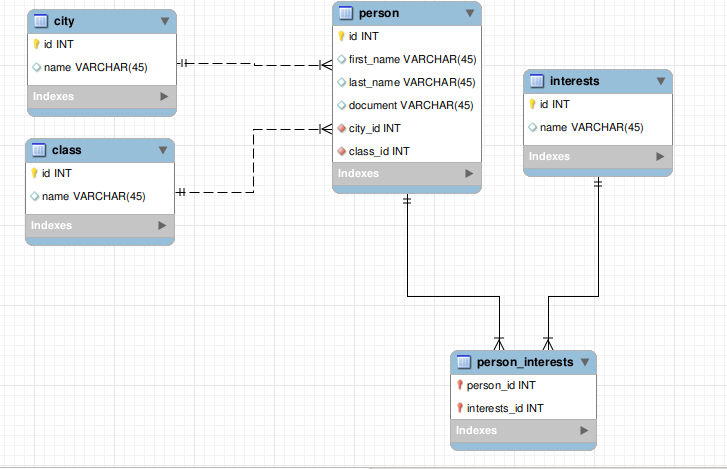 city
id INT
name VARCHAR(45)
Indexes
class
id INT
name VARCHAR(45)
Indexes
person
id INT
first_name VARCHAR(45)
last_name VARCHAR(45)
document VARCHAR(45)
city_id INT
class_id INT
Indexes
interests
id INT
name VARCHAR(45)
Indexes
person_interests
person_id INT
interests_id INT
Indexes